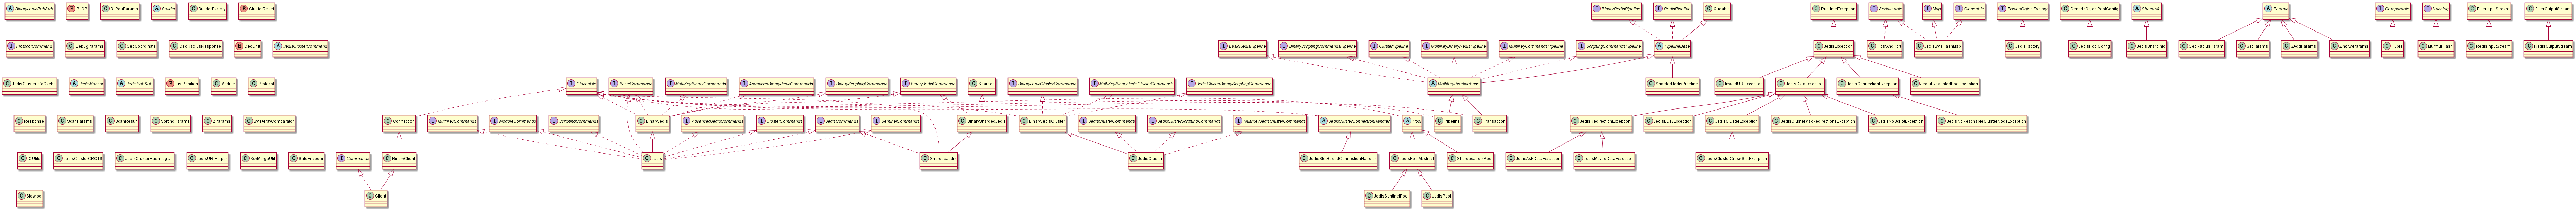 A BinaryJedisPubSub
E BitOP
C BitPosParams
A Builder
C BuilderFactory
E ClusterReset
I BinaryRedisPipeline
I RedisPipeline
C Queable
C RuntimeException
I Serializable
I Map
I Cloneable
I PooledObjectFactory
C GenericObjectPoolConfig
A ShardInfo
A Params
I Comparable
I Hashing
C FilterInputStream
C FilterOutputStream
I ProtocolCommand
C DebugParams
C GeoCoordinate
C GeoRadiusResponse
E GeoUnit
A JedisClusterCommand
I BasicRedisPipeline
I BinaryScriptingCommandsPipeline
I ClusterPipeline
I MultiKeyBinaryRedisPipeline
I MultiKeyCommandsPipeline
I ScriptingCommandsPipeline
A PipelineBase
C JedisException
C HostAndPort
C JedisByteHashMap
C JedisFactory
C JedisPoolConfig
C JedisShardInfo
C GeoRadiusParam
C SetParams
C ZAddParams
C ZIncrByParams
C Tuple
C MurmurHash
C RedisInputStream
C RedisOutputStream
C JedisClusterInfoCache
A JedisMonitor
A JedisPubSub
E ListPosition
C Module
C Protocol
I Closeable
I BasicCommands
I MultiKeyBinaryCommands
I AdvancedBinaryJedisCommands
I BinaryScriptingCommands
I BinaryJedisCommands
C Sharded
I BinaryJedisClusterCommands
I MultiKeyBinaryJedisClusterCommands
I JedisClusterBinaryScriptingCommands
A MultiKeyPipelineBase
C ShardedJedisPipeline
C InvalidURIException
C JedisDataException
C JedisConnectionException
C JedisExhaustedPoolException
C Response
C ScanParams
C ScanResult
C SortingParams
C ZParams
C ByteArrayComparator
C Connection
I MultiKeyCommands
I ModuleCommands
I ScriptingCommands
C BinaryJedis
I AdvancedJedisCommands
I ClusterCommands
I JedisCommands
I SentinelCommands
C BinaryShardedJedis
C BinaryJedisCluster
I JedisClusterCommands
I JedisClusterScriptingCommands
I MultiKeyJedisClusterCommands
A JedisClusterConnectionHandler
A Pool
C Pipeline
C Transaction
C JedisRedirectionException
C JedisBusyException
C JedisClusterException
C JedisClusterMaxRedirectionsException
C JedisNoScriptException
C JedisNoReachableClusterNodeException
C IOUtils
C JedisClusterCRC16
C JedisClusterHashTagUtil
C JedisURIHelper
C KeyMergeUtil
C SafeEncoder
I Commands
C BinaryClient
C Jedis
C ShardedJedis
C JedisCluster
C JedisSlotBasedConnectionHandler
C JedisPoolAbstract
C ShardedJedisPool
C JedisAskDataException
C JedisMovedDataException
C JedisClusterCrossSlotException
C Slowlog
C Client
C JedisSentinelPool
C JedisPool